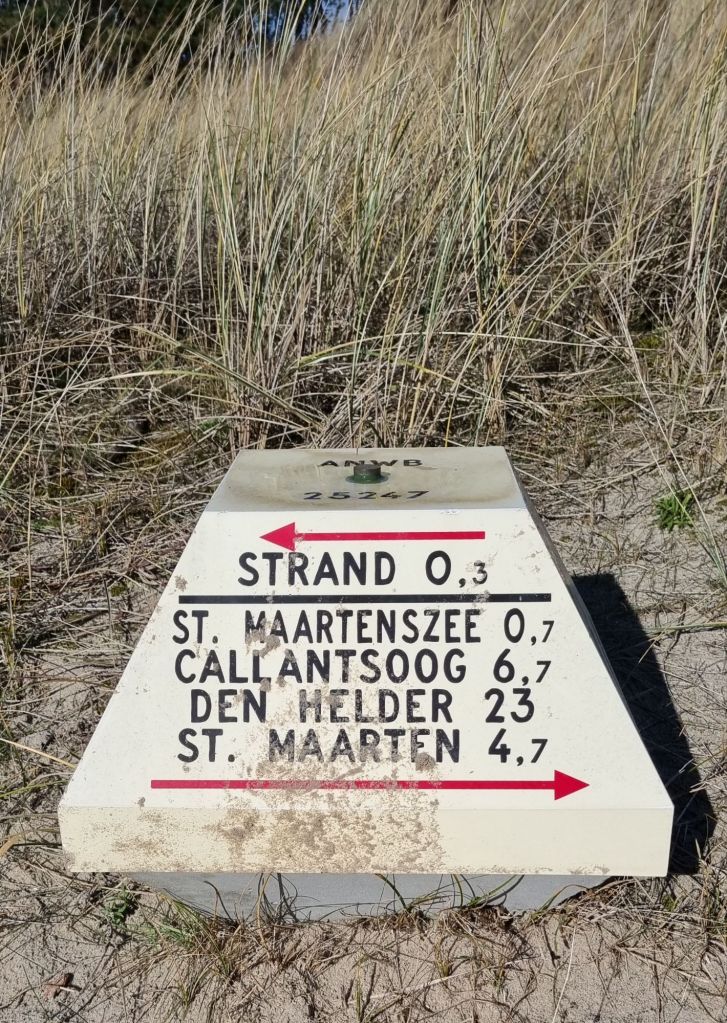 ANWB
25247
STRAND 0,3
ST. MAARTENSZEE 0,7
CALLANTSOOG 6,7
DEN HELDER 23
ST. MAARTEN 4,7